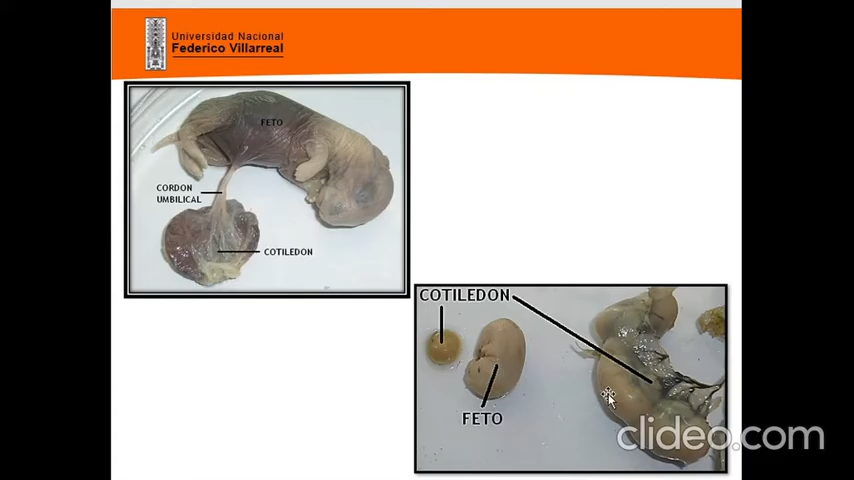 Universidad Nacional
Federico Villarreal
FETO
CORDON
UMBILICAL
COTILEDON
COTILEDON
FETO
clideo.com